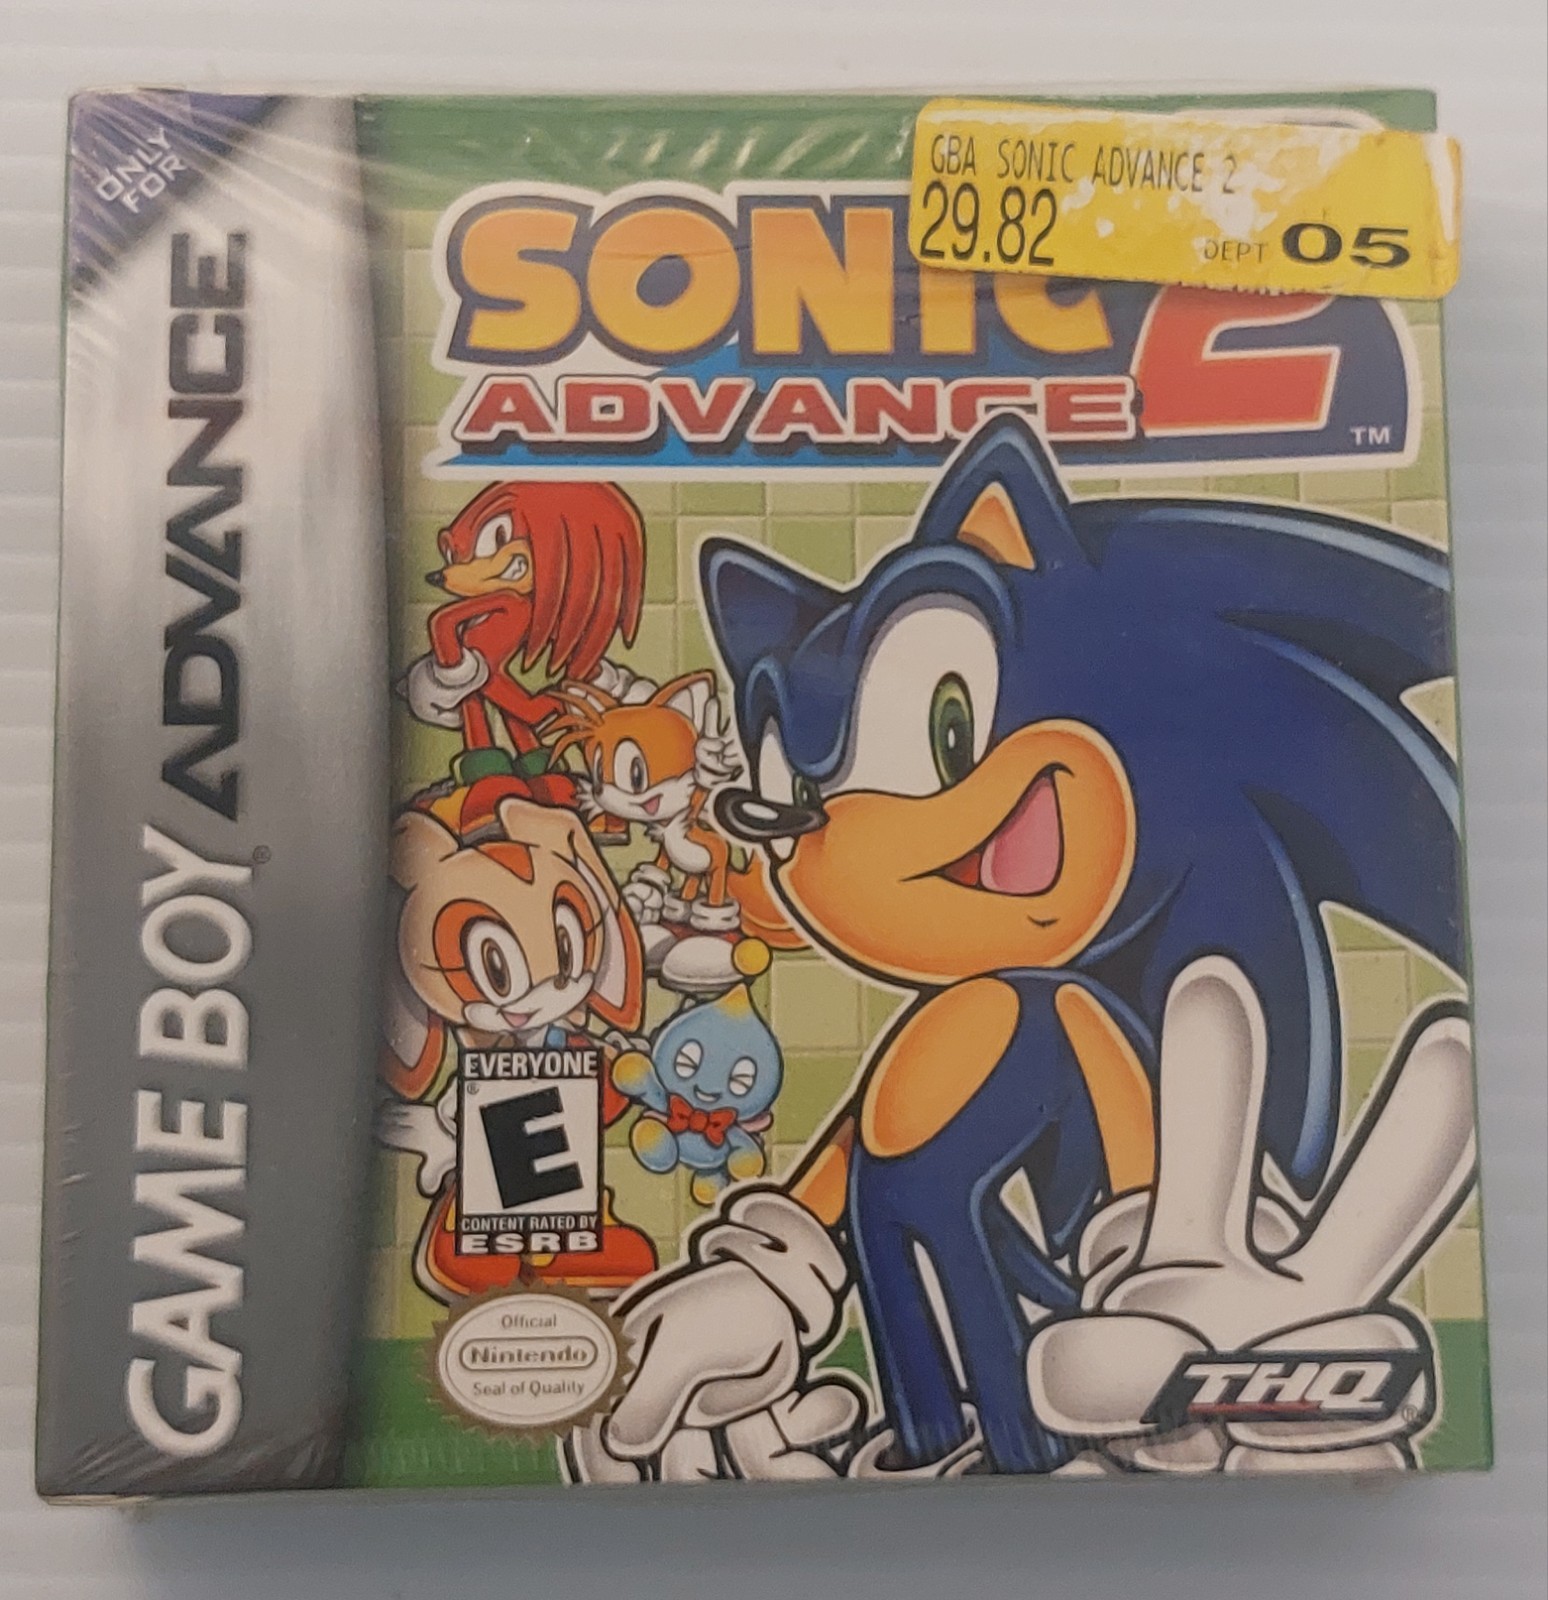 ONLY
FOR
GAME BOY ADVANCE
®
GBA SONIC ADVANCE 2
29.82
DEPT 05
SONIC
ADVANCE 2
TM
EVERYONE
®
E
CONTENT RATED BY
ESRB
Official
Nintendo
Seal of Quality
THQ
®